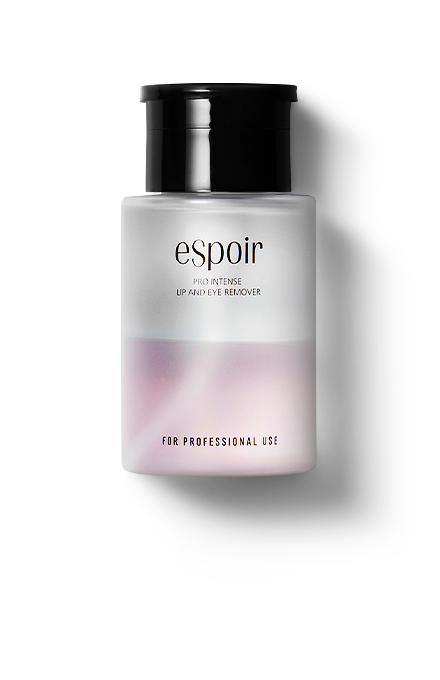 espoir
PRO INTENSE
LIP AND EYE REMOVER
FOR PROFESSIONAL USE